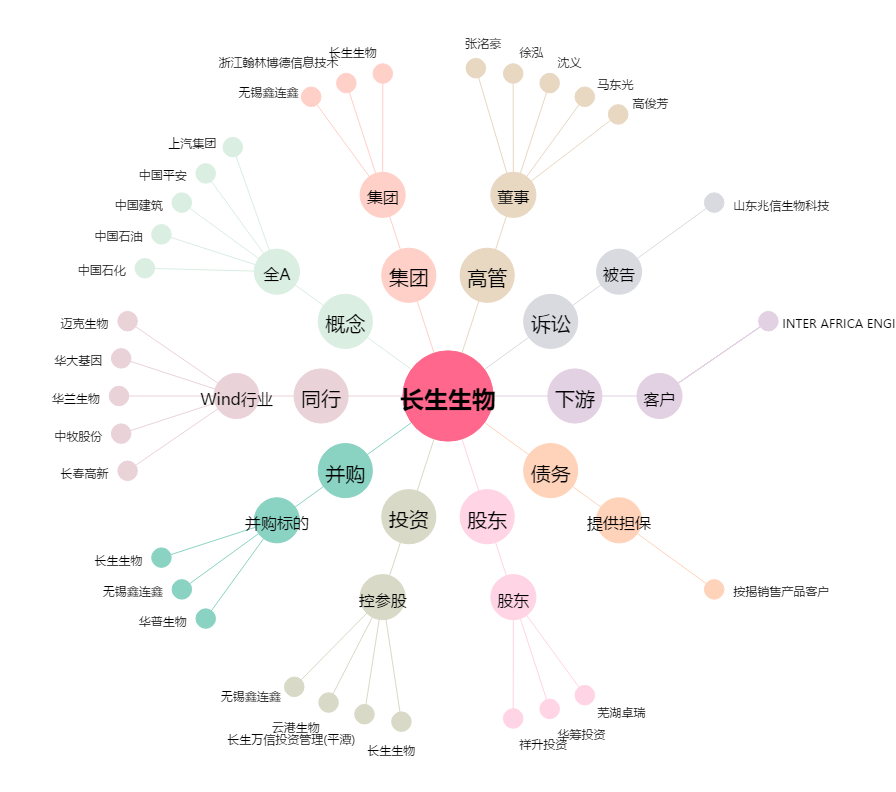 张洺豪
徐泓
长生生物
浙江翰林博德信息技术
沈义
马东光
无锡鑫连鑫
高俊芳
上汽集团
中国平安
集团
董事
中国建筑
山东兆信生物科技
中国石油
中国石化
全A
集团
高管
被告
迈克生物
概念
诉讼
INTER AFRICA ENGI
华大基因
华兰生物
Wind行业
同行
长生生物
下游
客户
中牧股份
长春高新
并购
债务
并购标的
投资
股东
提供担保
长生生物
无锡鑫连鑫
按揭销售产品客户
控参股
股东
华普生物
无锡鑫连鑫
芜湖卓瑞
云港生物
华筹投资
长生万信投资管理(平潭)
祥升投资
长生生物